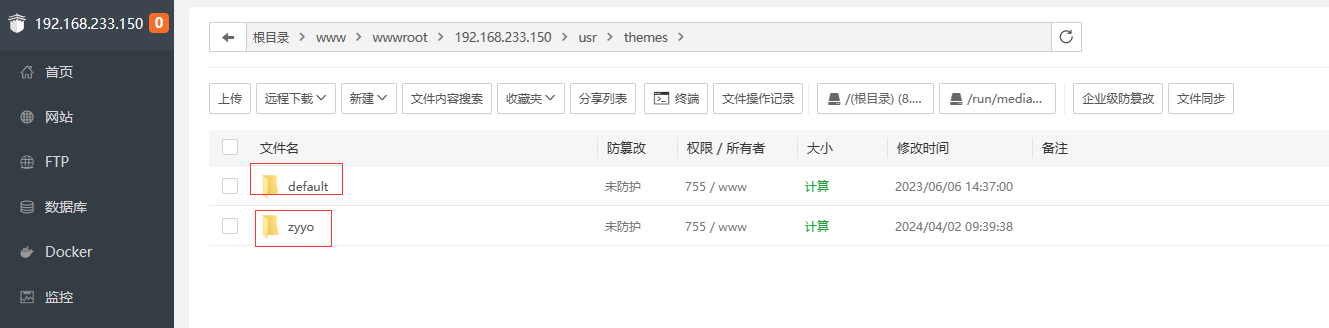 192.168.233.150 0
首页
网站
FTP
数据库
Docker
监控
根目录 > www > wwwroot > 192.168.233.150 > usr > themes >
上传 远程下载 新建 文件内容搜索 收藏夹 分享列表 终端 文件操作记录 /(根目录) (8.... /run/media... 企业级防篡改 文件同步
文件名 防篡改 权限 / 所有者 大小 修改时间 备注
default 未防护 755 / www 计算 2023/06/06 14:37:00
zyyo 未防护 755 / www 计算 2024/04/02 09:39:38